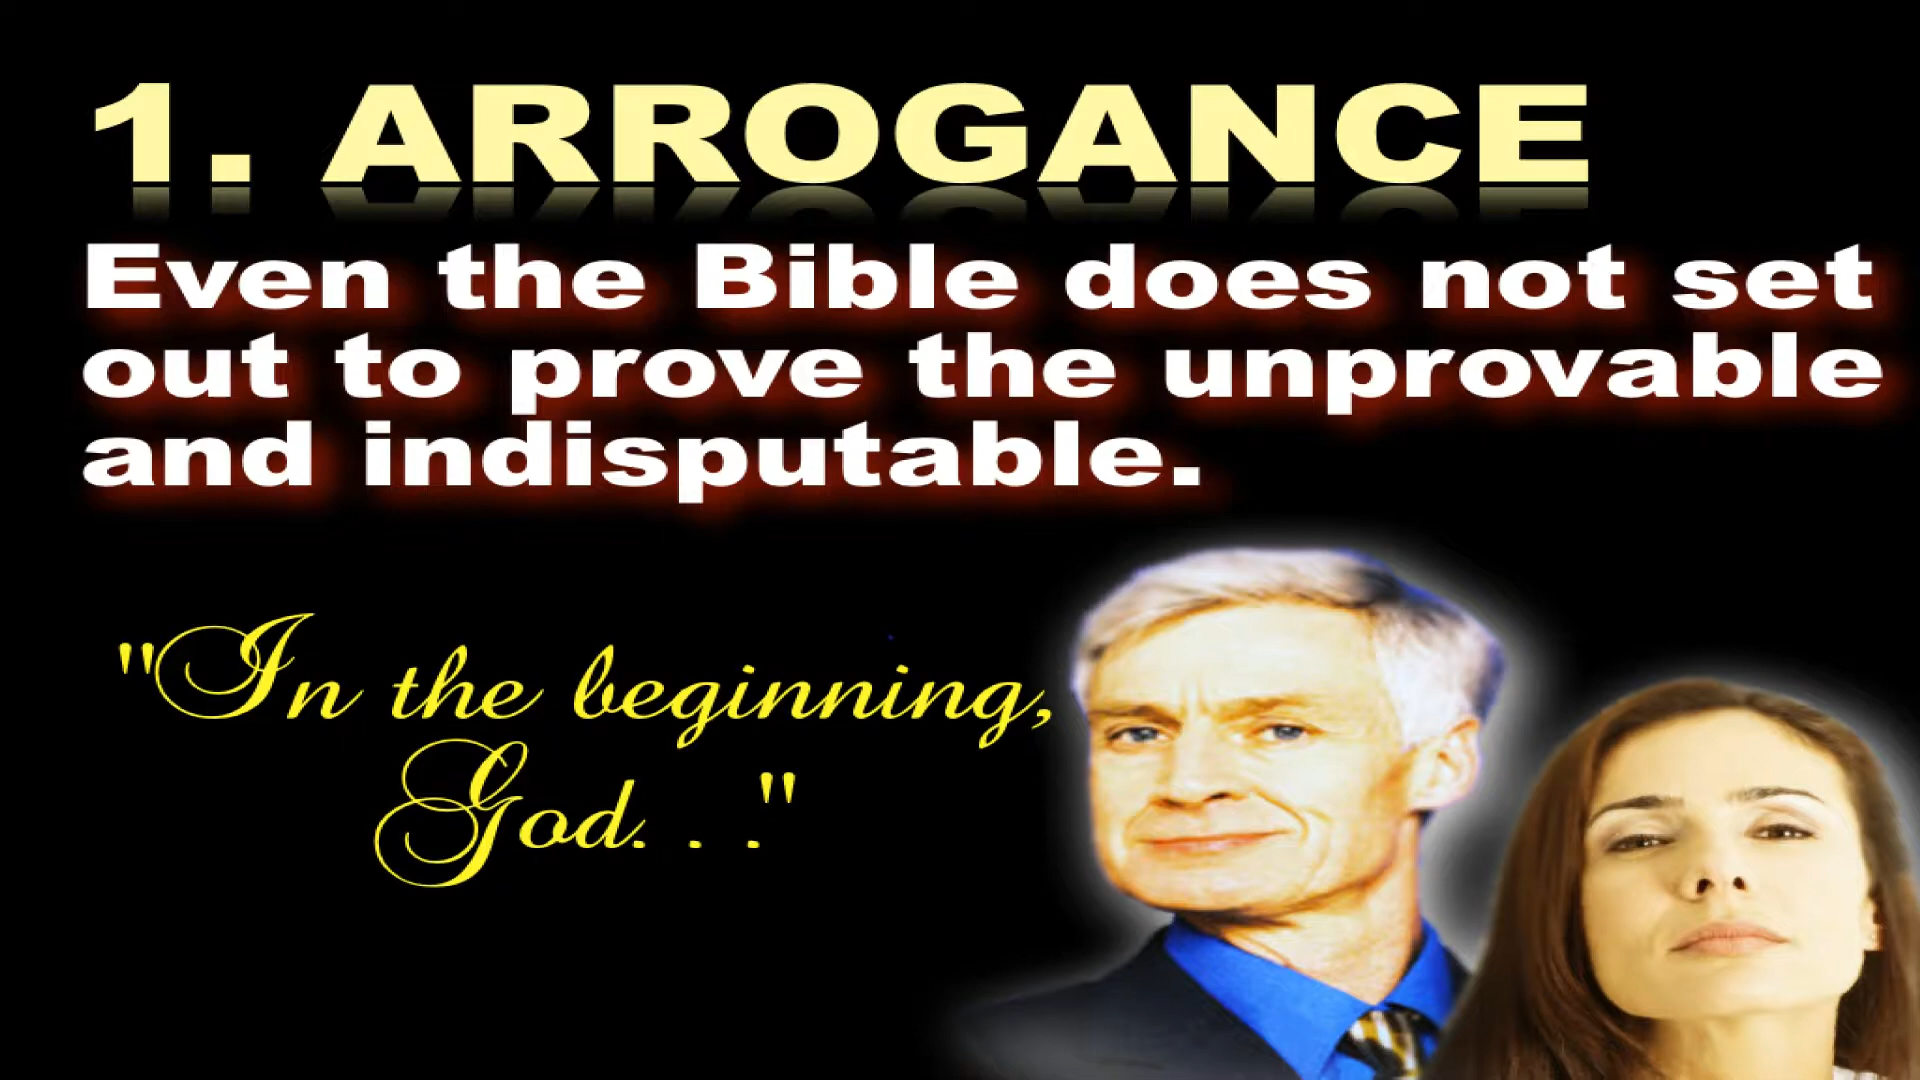 1. ARROGANCE
Even the Bible does not set
out to prove the unprovable
and indisputable.
"In the beginning,
God. . ."